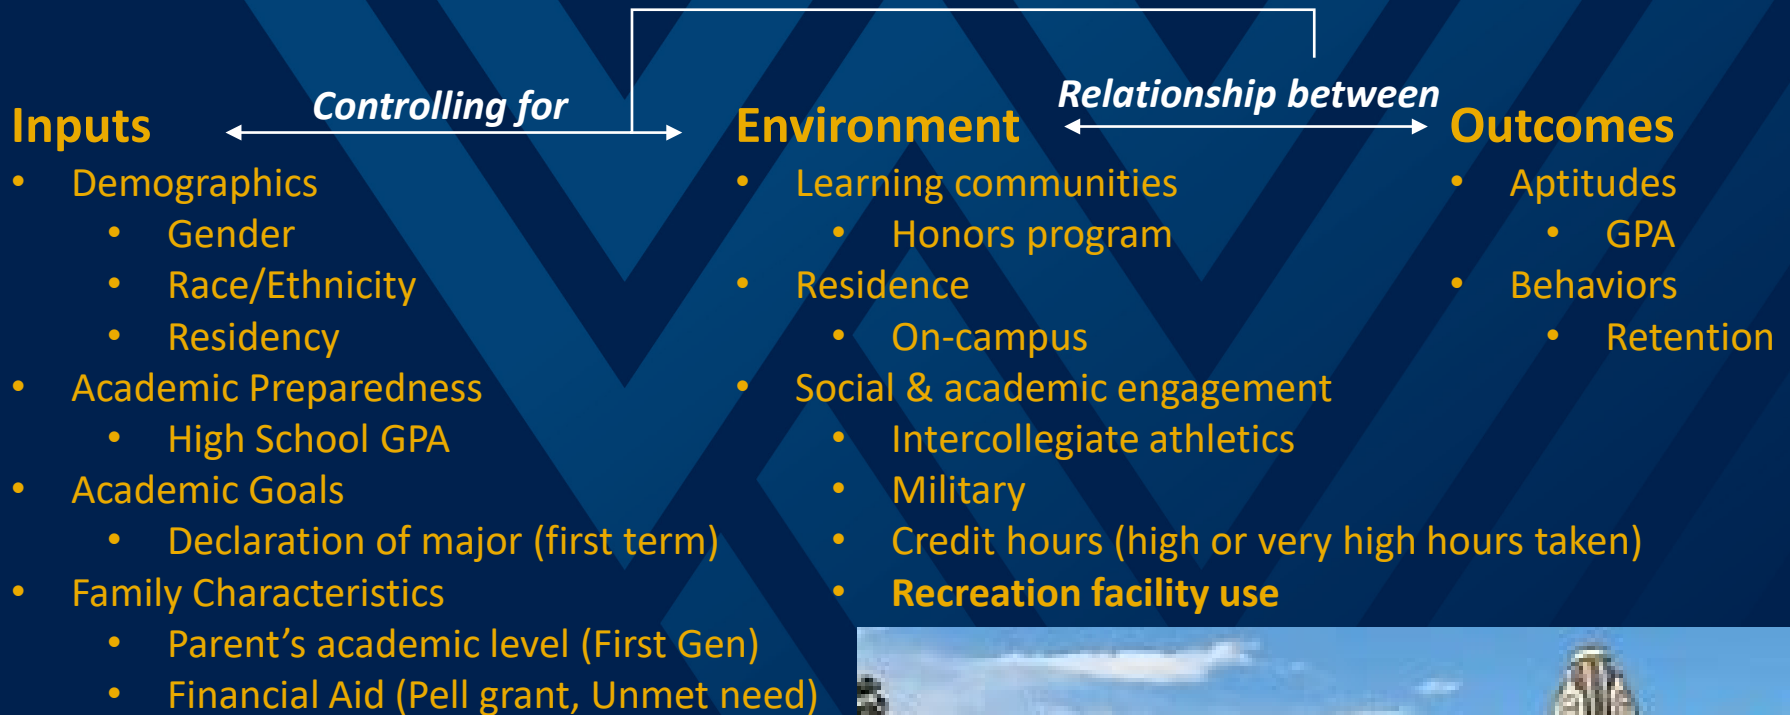 Controlling for
Relationship between
Inputs
• Demographics
• Gender
• Race/Ethnicity
• Residency
• Academic Preparedness
• High School GPA
• Academic Goals
• Declaration of major (first term)
• Family Characteristics
• Parent’s academic level (First Gen)
• Financial Aid (Pell grant, Unmet need)
Environment
• Learning communities
• Honors program
• Residence
• On-campus
• Social & academic engagement
• Intercollegiate athletics
• Military
• Credit hours (high or very high hours taken)
• Recreation facility use
Outcomes
• Aptitudes
• GPA
• Behaviors
• Retention